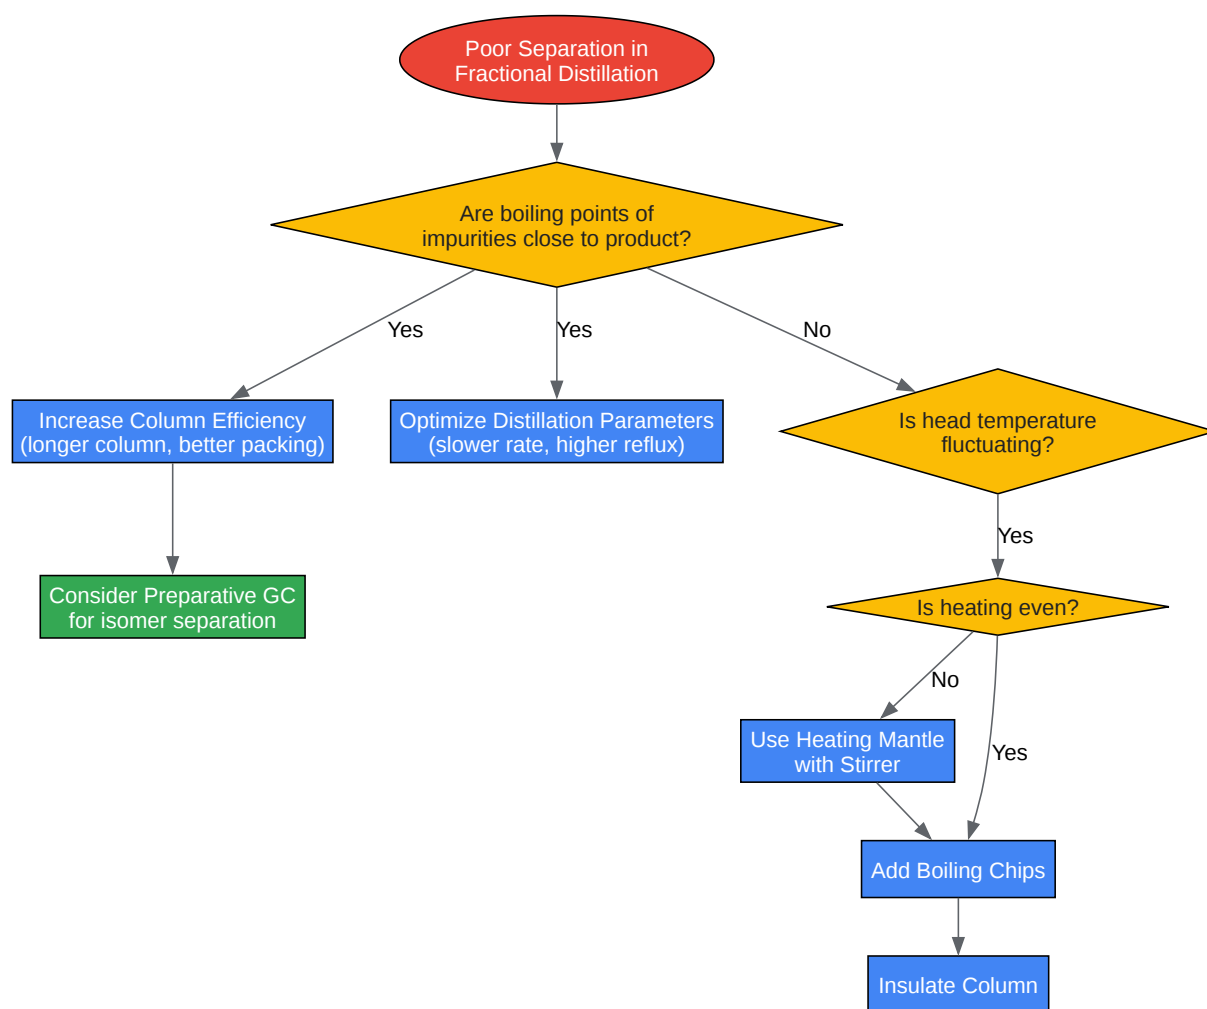 Poor Separation in
Fractional Distillation
Are boiling points of
impurities close to product?
Yes
Yes
No
Increase Column Efficiency
(longer column, better packing)
Optimize Distillation Parameters
(slower rate, higher reflux)
Is head temperature
fluctuating?
Yes
Consider Preparative GC
for isomer separation
Is heating even?
No
Use Heating Mantle
with Stirrer
Yes
Add Boiling Chips
Insulate Column